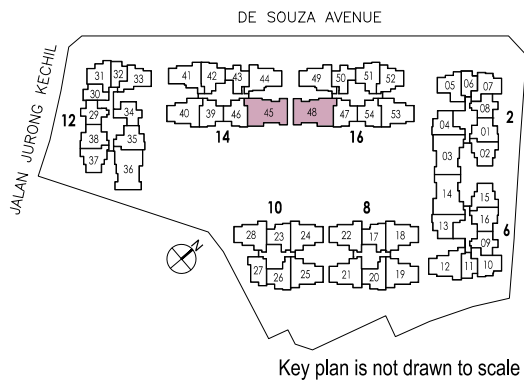 DE SOUZA AVENUE
JALAN JURONG KECHIL
31 32 33
30
29 34
38 35
37 36
12
41 42 43 44
40 39 46 45
14
49 50 51 52
48 47 54 53
16
05 06 07
08
04 01
03 02
2
14 15
13 16
09
12 11 10
6
10
28 23 24
27 26 25
8
22 17 18
21 20 19
N
Key plan is not drawn to scale